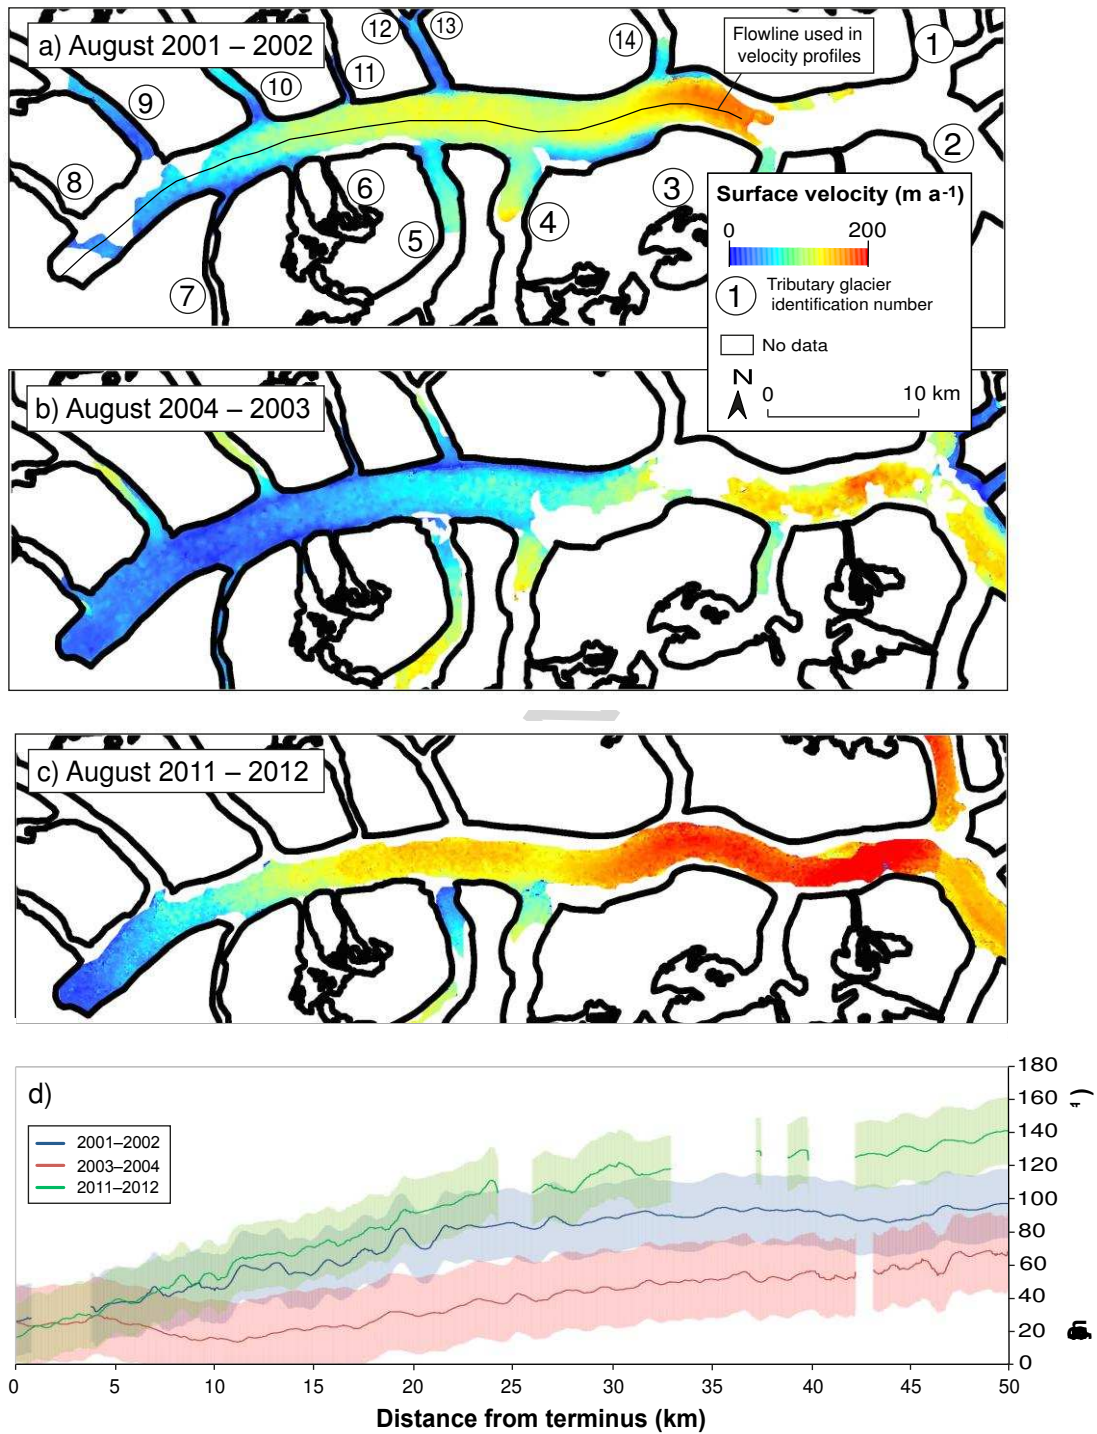 a) August 2001 – 2002
12
13
14
Flowline used in
velocity profiles
1
11
10
9
2
8
6
3
5
4
7
Surface velocity (m a-1)
0
200
1
Tributary glacier
identification number
No data
N
0
10 km
b) August 2004 – 2003
c) August 2011 – 2012
d)
2001–2002
2003–2004
2011–2012
180
160
140
120
100
80
60
40
20
0
0 5 10 15 20 25 30 35 40 45 50
Distance from terminus (km)